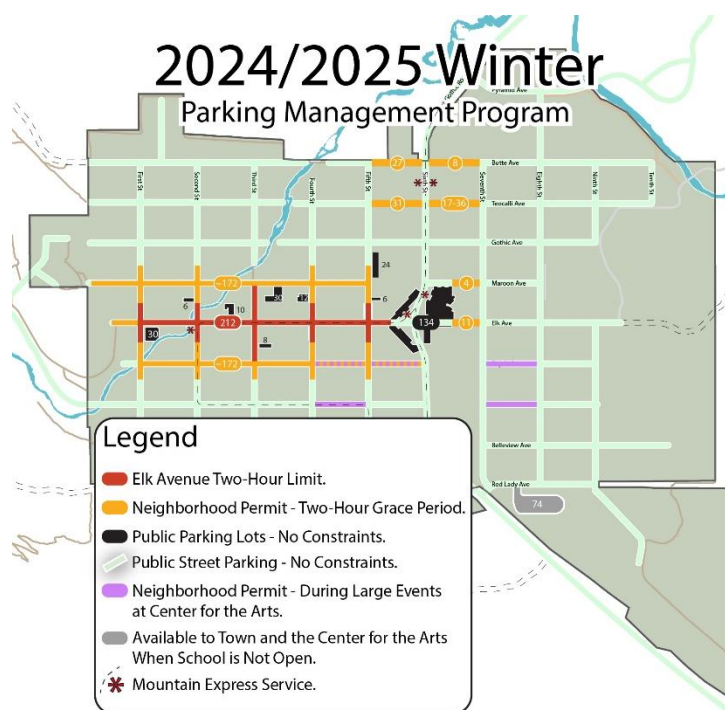 2024/2025 Winter
Parking Management Program
Pyramid Ave
27
8
Butte Ave
First St
Second St
Third St
Fourth St
Fifth St
Sixth St
Seventh St
Eighth St
Ninth St
Tenth St
31
17-36
Teocalli Ave
Gothic Ave
24
~172
4
Maroon Ave
6
10
12
6
212
134
11
Elk Ave
30
8
~172
Belleview Ave
Red Lady Ave
74
Legend
Elk Avenue Two-Hour Limit.
Neighborhood Permit - Two-Hour Grace Period.
Public Parking Lots - No Constraints.
Public Street Parking - No Constraints.
Neighborhood Permit - During Large Events
at Center for the Arts.
Available to Town and the Center for the Arts
When School is Not Open.
Mountain Express Service.